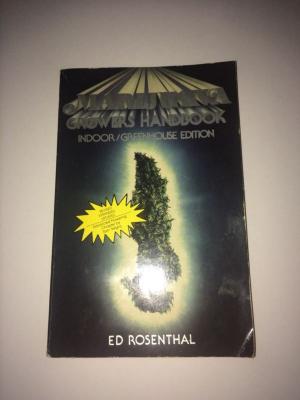 MARIJUANA
GROWERS HANDBOOK
INDOOR/GREENHOUSE EDITION
ED ROSENTHAL